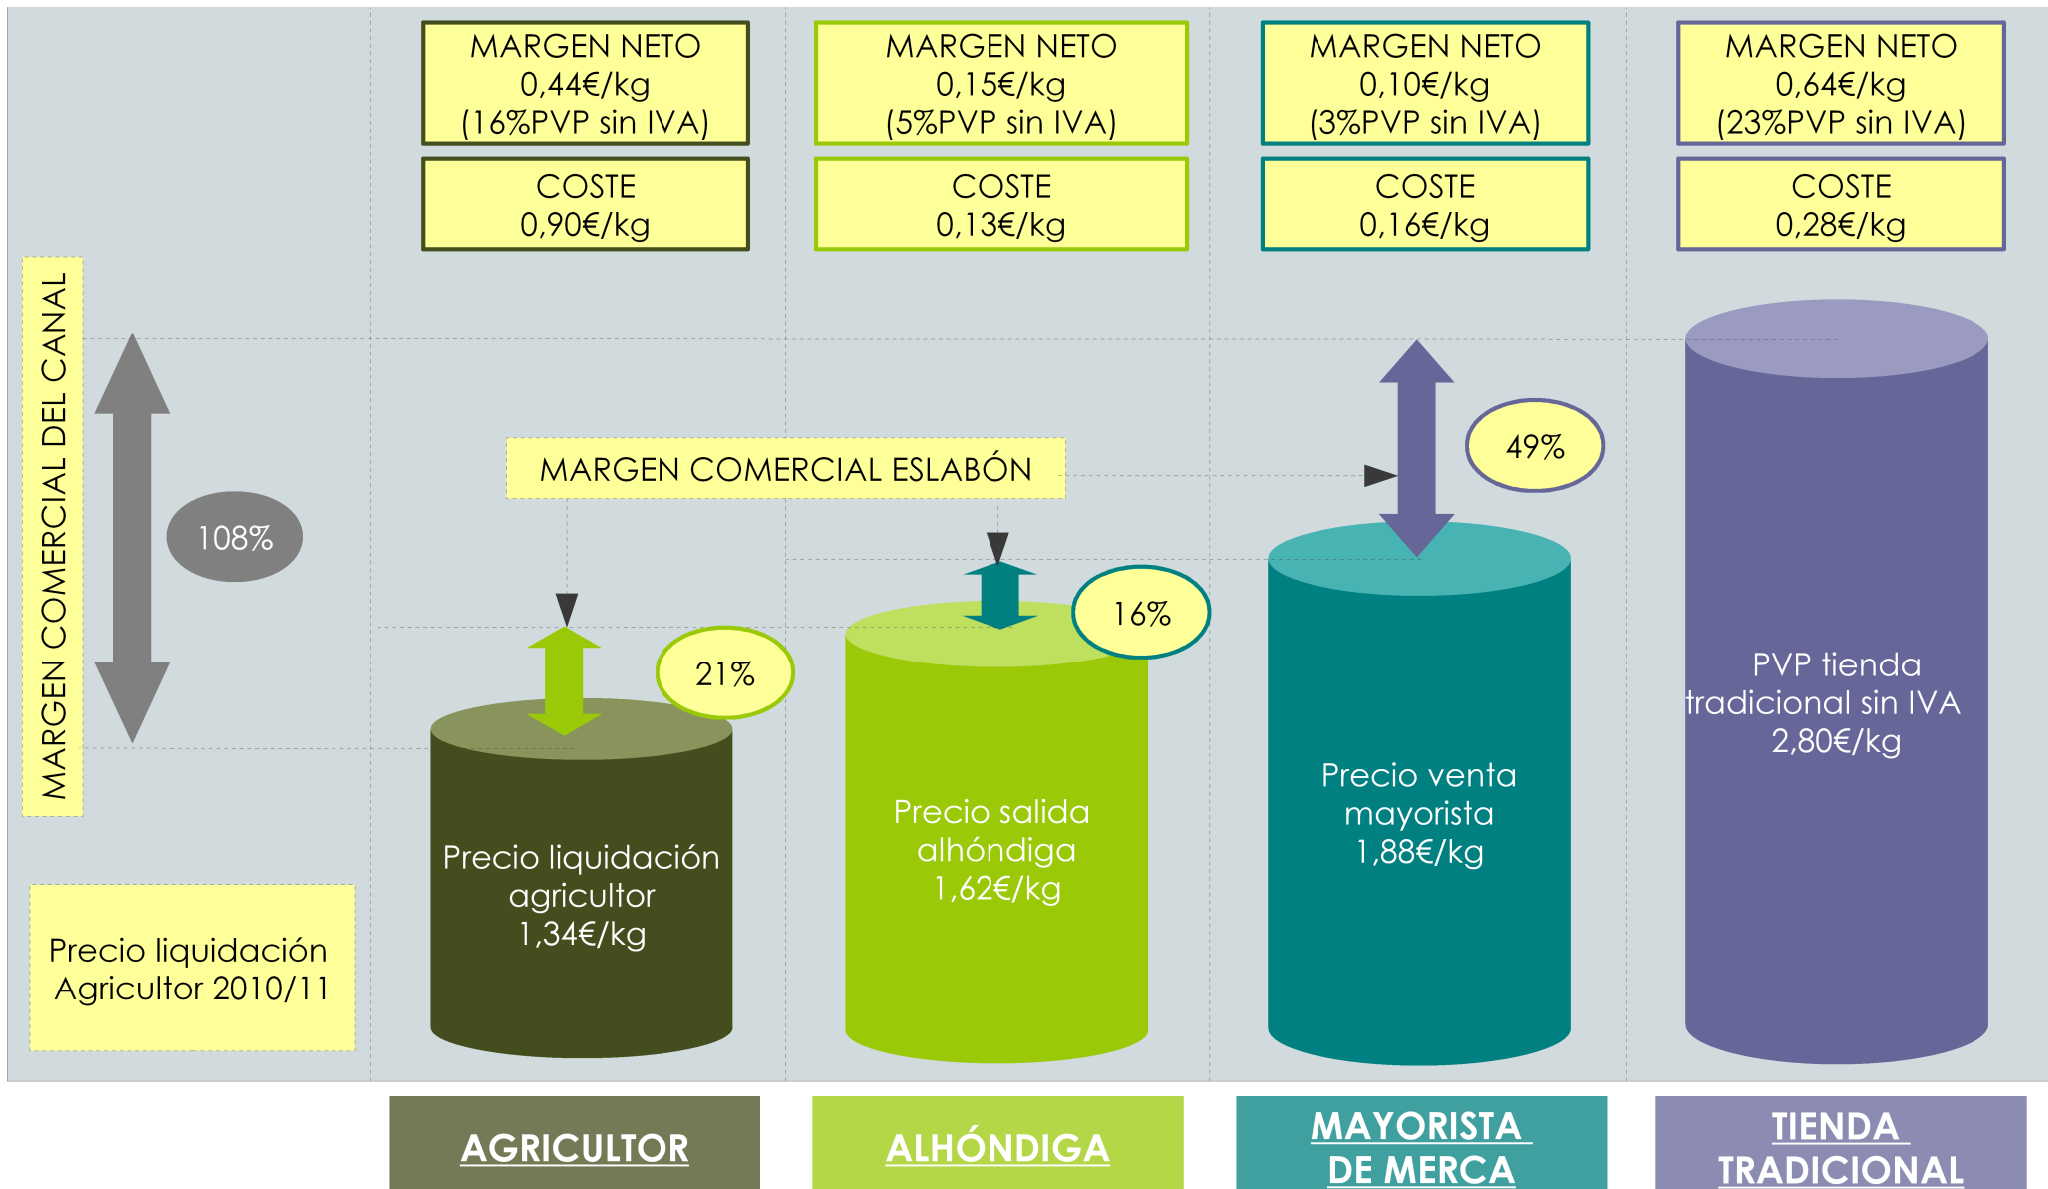 MARGEN NETO
0,44€/kg
(16%PVP sin IVA)
MARGEN NETO
0,15€/kg
(5%PVP sin IVA)
MARGEN NETO
0,10€/kg
(3%PVP sin IVA)
MARGEN NETO
0,64€/kg
(23%PVP sin IVA)
COSTE
0,90€/kg
COSTE
0,13€/kg
COSTE
0,16€/kg
COSTE
0,28€/kg
MARGEN COMERCIAL DEL CANAL
108%
MARGEN COMERCIAL ESLABÓN
49%
16%
21%
Precio liquidación
agricultor
1,34€/kg
Precio salida
alhóndiga
1,62€/kg
Precio venta
mayorista
1,88€/kg
PVP tienda
tradicional sin IVA
2,80€/kg
Precio liquidación
Agricultor 2010/11
AGRICULTOR
ALHÓNDIGA
MAYORISTA
DE MERCA
TIENDA
TRADICIONAL